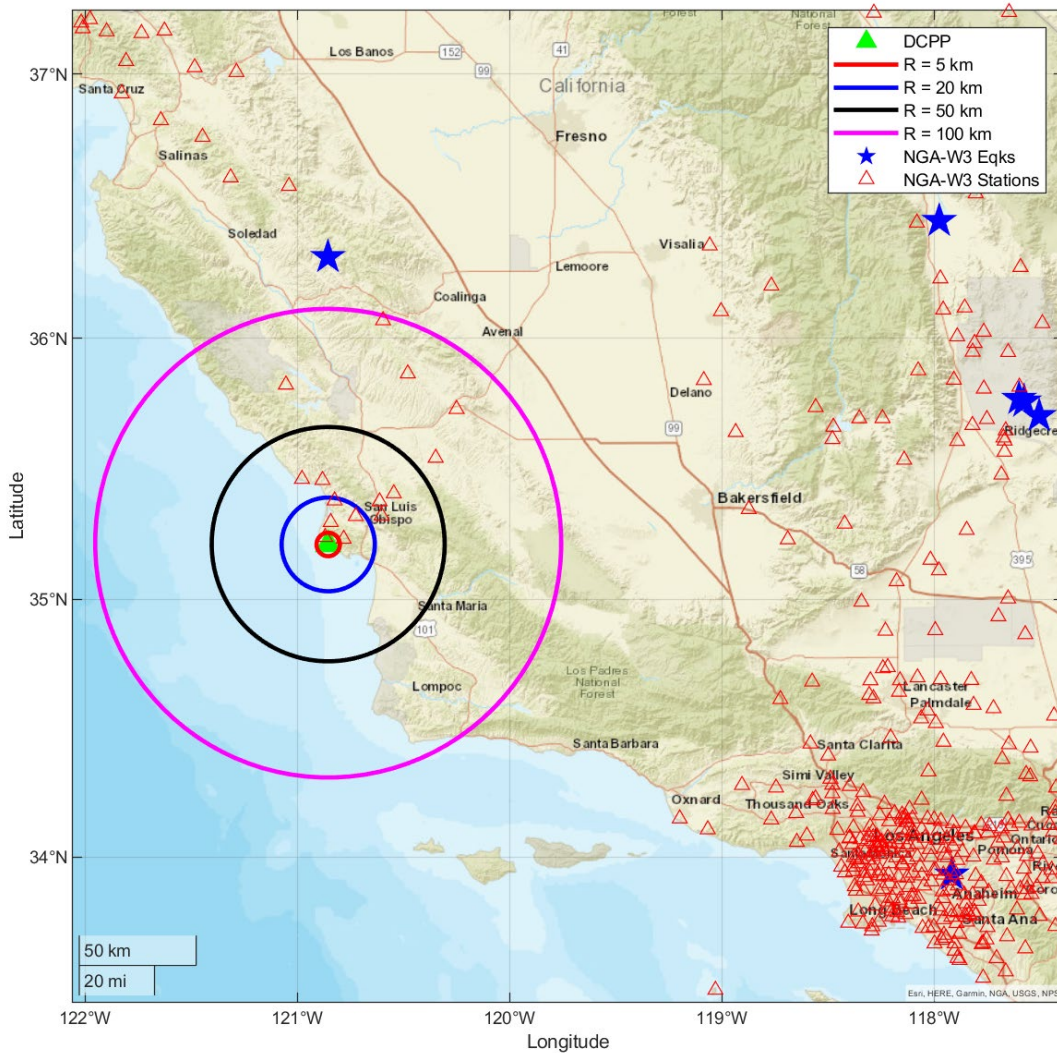 Forest
National
Forest
Los Banos
152
41
99
37°N
Santa Cruz
California
Fresno
Salinas
Soledad
Visalia
Lemoore
Coalinga
Avenal
36°N
Delano
99
Ridgecre
Bakersfield
San Luis
Obispo
58
395
35°N
Santa Maria
101
Los Padres
National
Forest
Lompoc
Lancaster
Palmdale
Santa Barbara
Santa Clarita
Simi Valley
Oxnard
Thousand Oaks
Los Angeles
Ontario
Pomona
34°N
Anaheim
Long Beach
Santa Ana
DCPP
R = 5 km
R = 20 km
R = 50 km
R = 100 km
NGA-W3 Eqks
NGA-W3 Stations
50 km
20 mi
Esri, HERE, Garmin, NGA, USGS, NPS
122°W
121°W
120°W
119°W
118°W
Longitude
Latitude